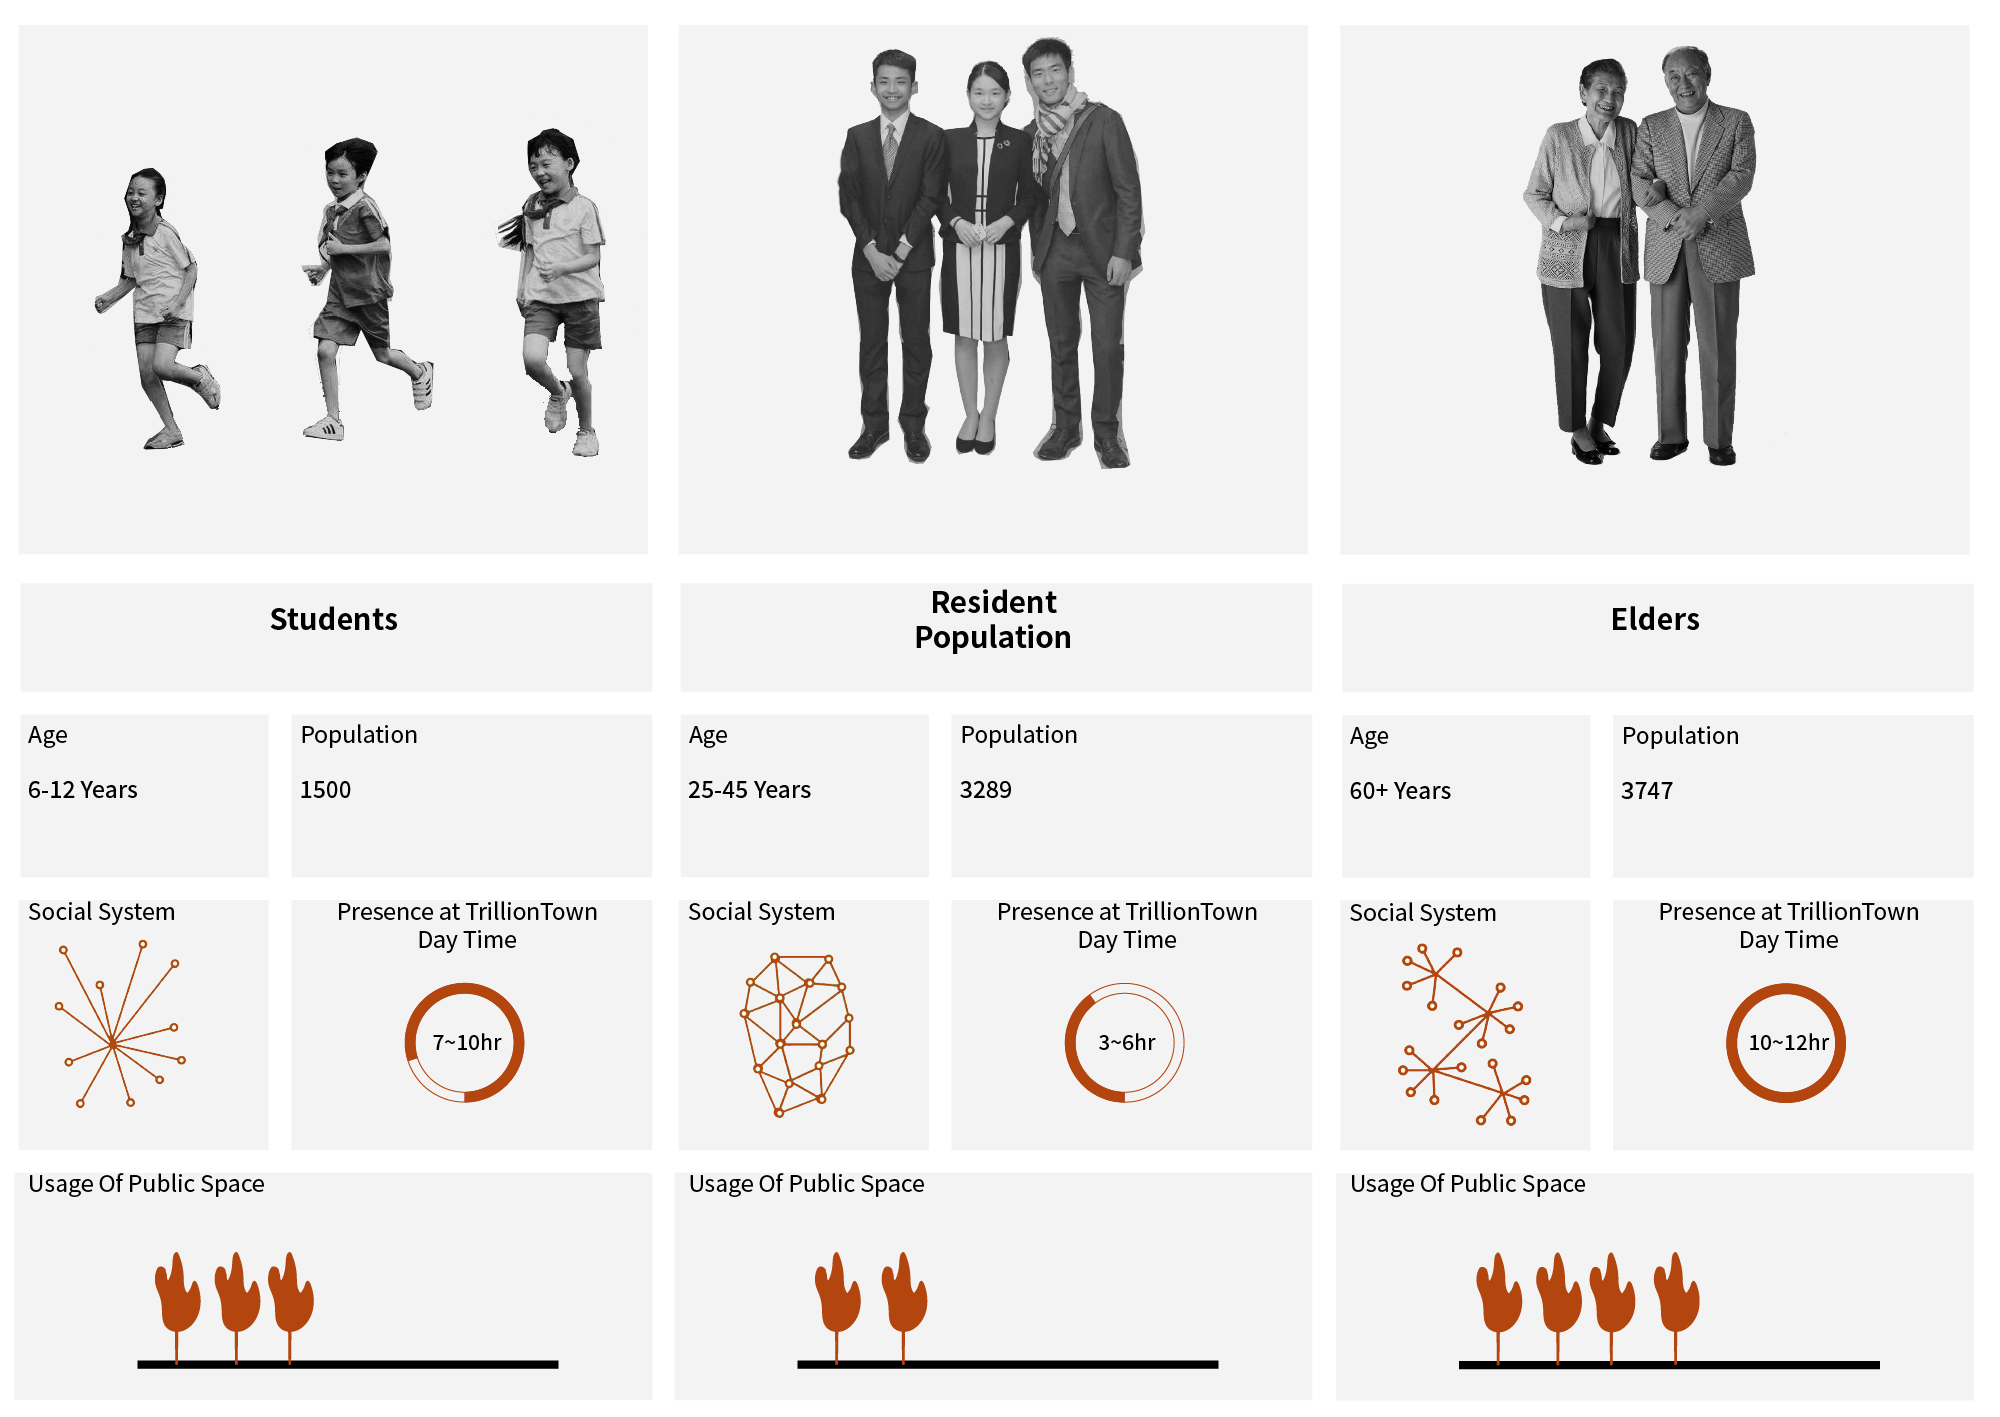 Students
Resident
Population
Elders
Age
6-12 Years
Population
1500
Age
25-45 Years
Population
3289
Age
60+ Years
Population
3747
Social System
Presence at TrillionTown
Day Time
7~10hr
Social System
Presence at TrillionTown
Day Time
3~6hr
Social System
Presence at TrillionTown
Day Time
10~12hr
Usage Of Public Space
Usage Of Public Space
Usage Of Public Space